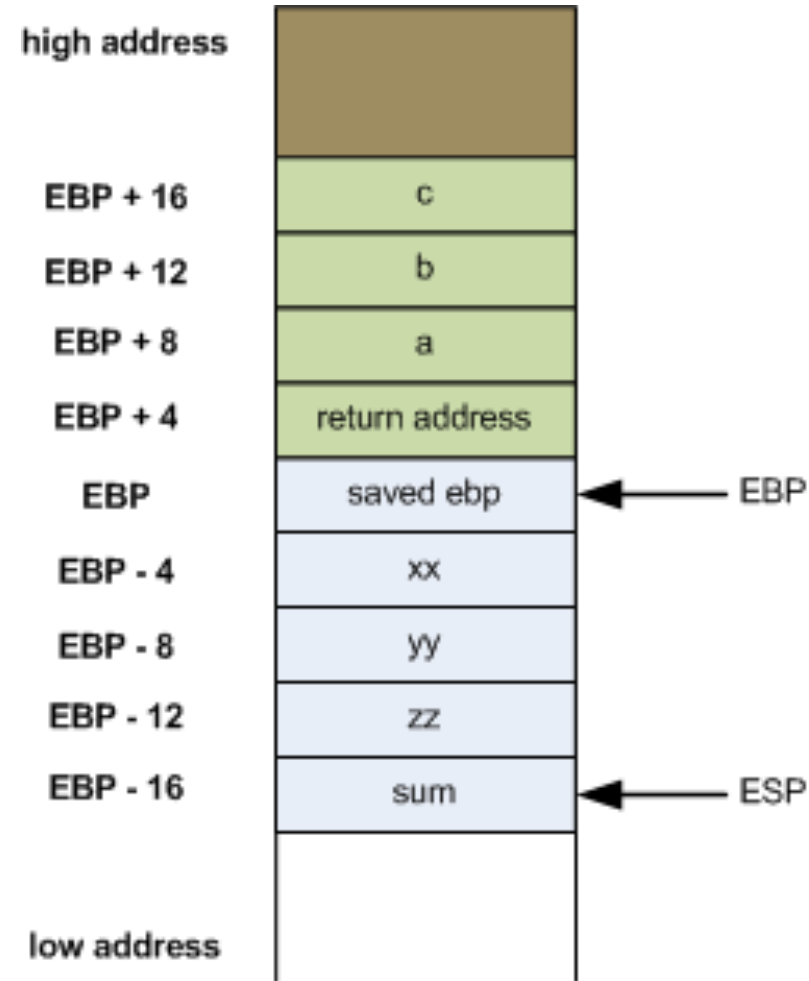 high address
EBP + 16 c
EBP + 12 b
EBP + 8 a
EBP + 4 return address
EBP saved ebp EBP
EBP - 4 xx
EBP - 8 yy
EBP - 12 zz
EBP - 16 sum ESP
low address